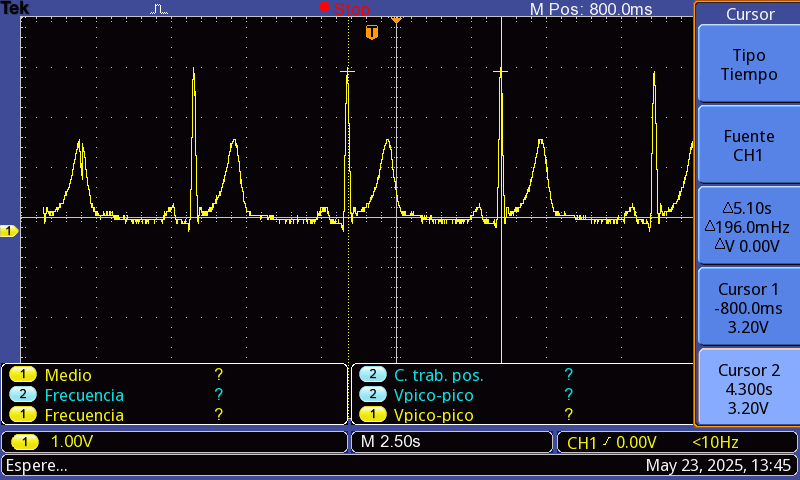 Tek
Stop
M Pos: 800.0ms
T
1
Cursor
Tipo
Tiempo
Fuente
CH1
△5.10s
△196.0mHz
△V 0.00V
Cursor 1
-800.0ms
3.20V
Cursor 2
4.300s
3.20V
1 Medio ?
2 Frecuencia ?
1 Frecuencia ?
2 C. trab. pos. ?
2 Vpico-pico ?
1 Vpico-pico ?
1 1.00V
M 2.50s
CH1 / 0.00V <10Hz
Espere...
May 23, 2025, 13:45